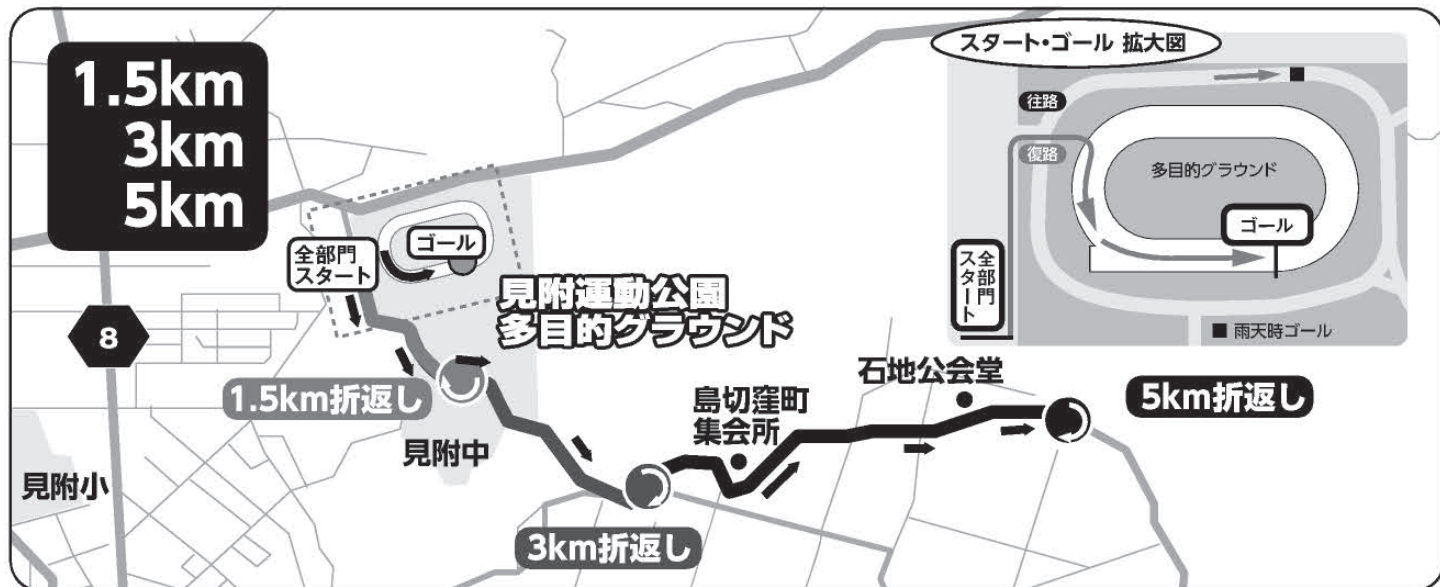 1.5km
3km
5km
スタート・ゴール 拡大図
往路
復路
多目的グラウンド
ゴール
全部門
スタート
■ 雨天時ゴール
全部門
スタート
ゴール
見附運動公園
多目的グラウンド
8
1.5km折返し
見附中
見附小
3km折返し
島切窪町
集会所
石地公会堂
5km折返し